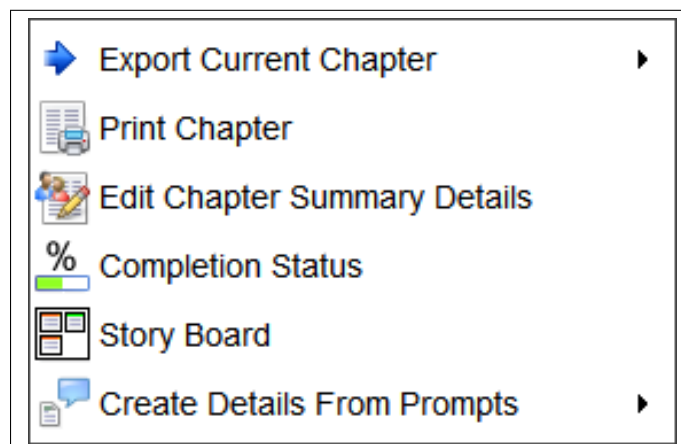 Export Current Chapter
Print Chapter
Edit Chapter Summary Details
% Completion Status
Story Board
Create Details From Prompts